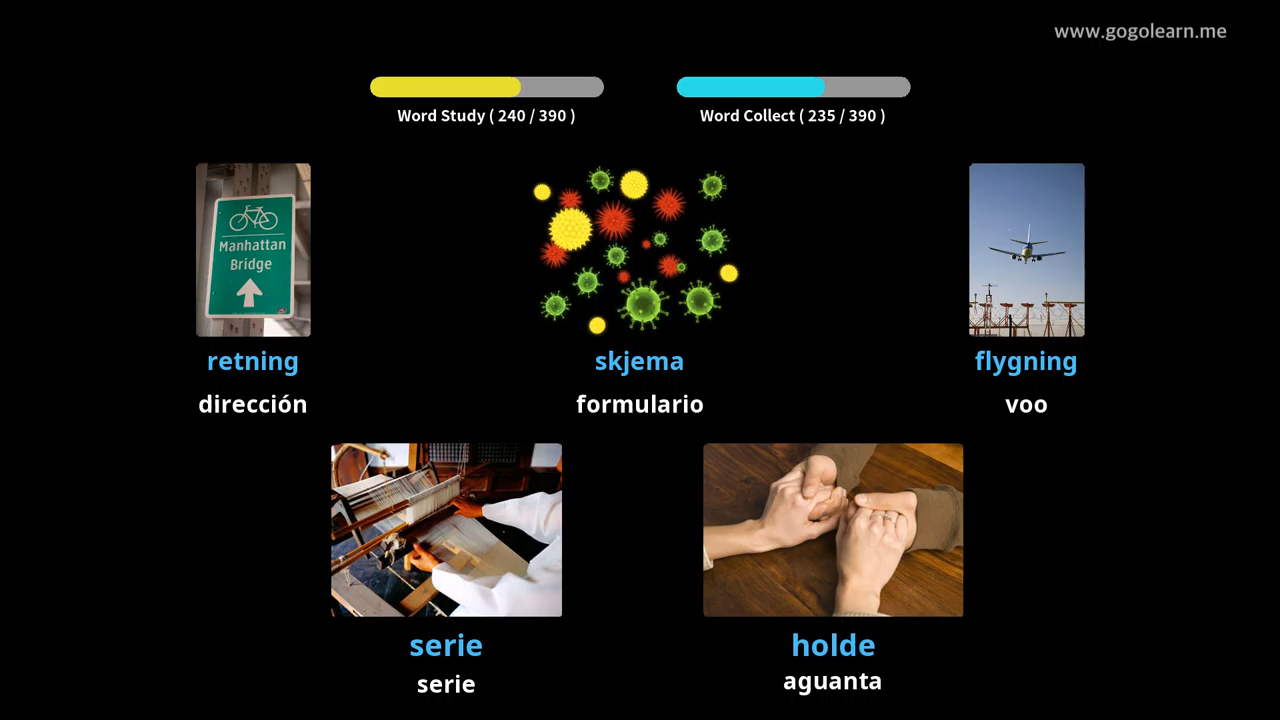 www.gogolearn.me
Word Study ( 240 / 390 )
Word Collect ( 235 / 390 )
Manhattan
Bridge
retning
dirección
skjema
formulario
flygning
voo
serie
serie
holde
aguanta